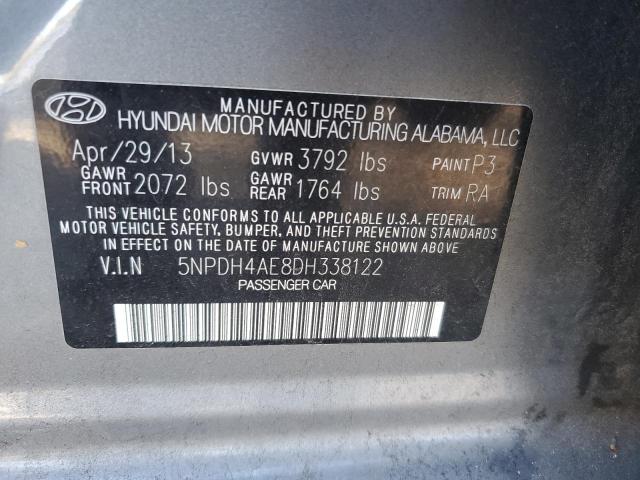 MANUFACTURED BY
HYUNDAI MOTOR MANUFACTURING ALABAMA, LLC
Apr/29/13 GVWR 3792 lbs PAINT P3
GAWR FRONT 2072 lbs GAWR REAR 1764 lbs TRIM RA
THIS VEHICLE CONFORMS TO ALL APPLICABLE U.S.A. FEDERAL
MOTOR VEHICLE SAFETY, BUMPER, AND THEFT PREVENTION STANDARDS
IN EFFECT ON THE DATE OF MANUFACTURE SHOWN ABOVE.
V.I.N 5NPDH4AE8DH338122
PASSENGER CAR